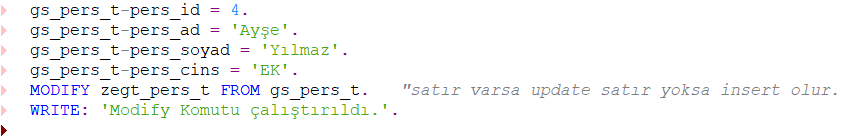 gs_pers_t-pers_id = 4.
gs_pers_t-pers_ad = 'Ayşe'.
gs_pers_t-pers_soyad = 'Yılmaz'.
gs_pers_t-pers_cins = 'EK'.
MODIFY zegt_pers_t FROM gs_pers_t.   "satır varsa update satır yoksa insert olur.
WRITE: 'Modify Komutu çalıştırıldı.'.